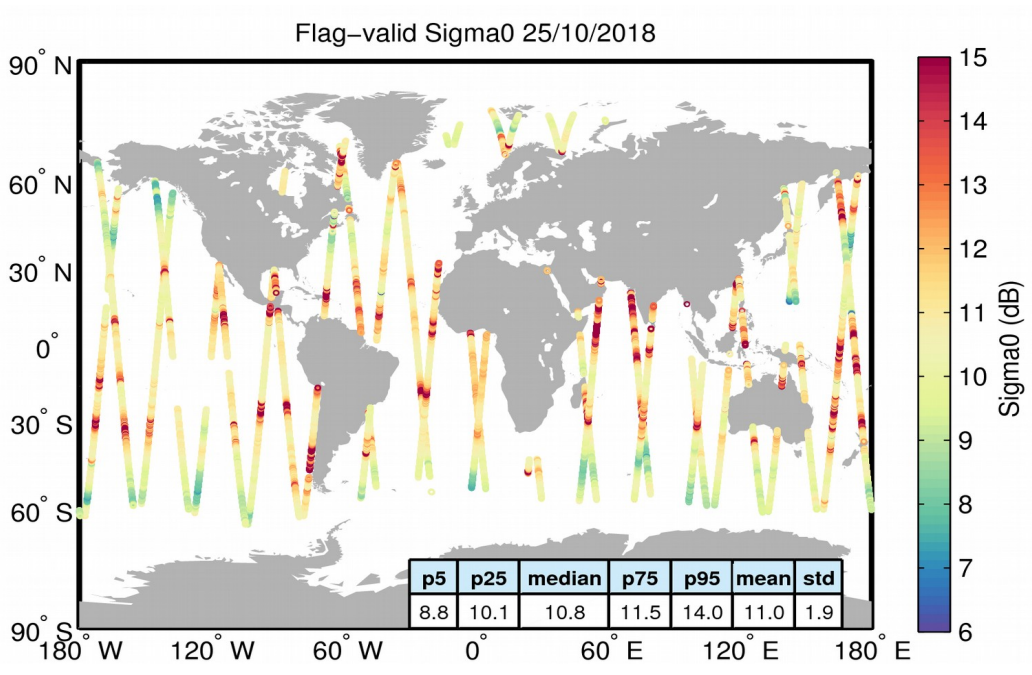 Flag−valid Sigma0 25/10/2018
90° N
60° N
30° N
0°
30° S
60° S
90° S
180° W
120° W
60° W
0°
60° E
120° E
180° E
p5 p25 median p75 p95 mean std
8.8 10.1 10.8 11.5 14.0 11.0 1.9
15
14
13
12
11
10
9
8
7
6
Sigma0 (dB)